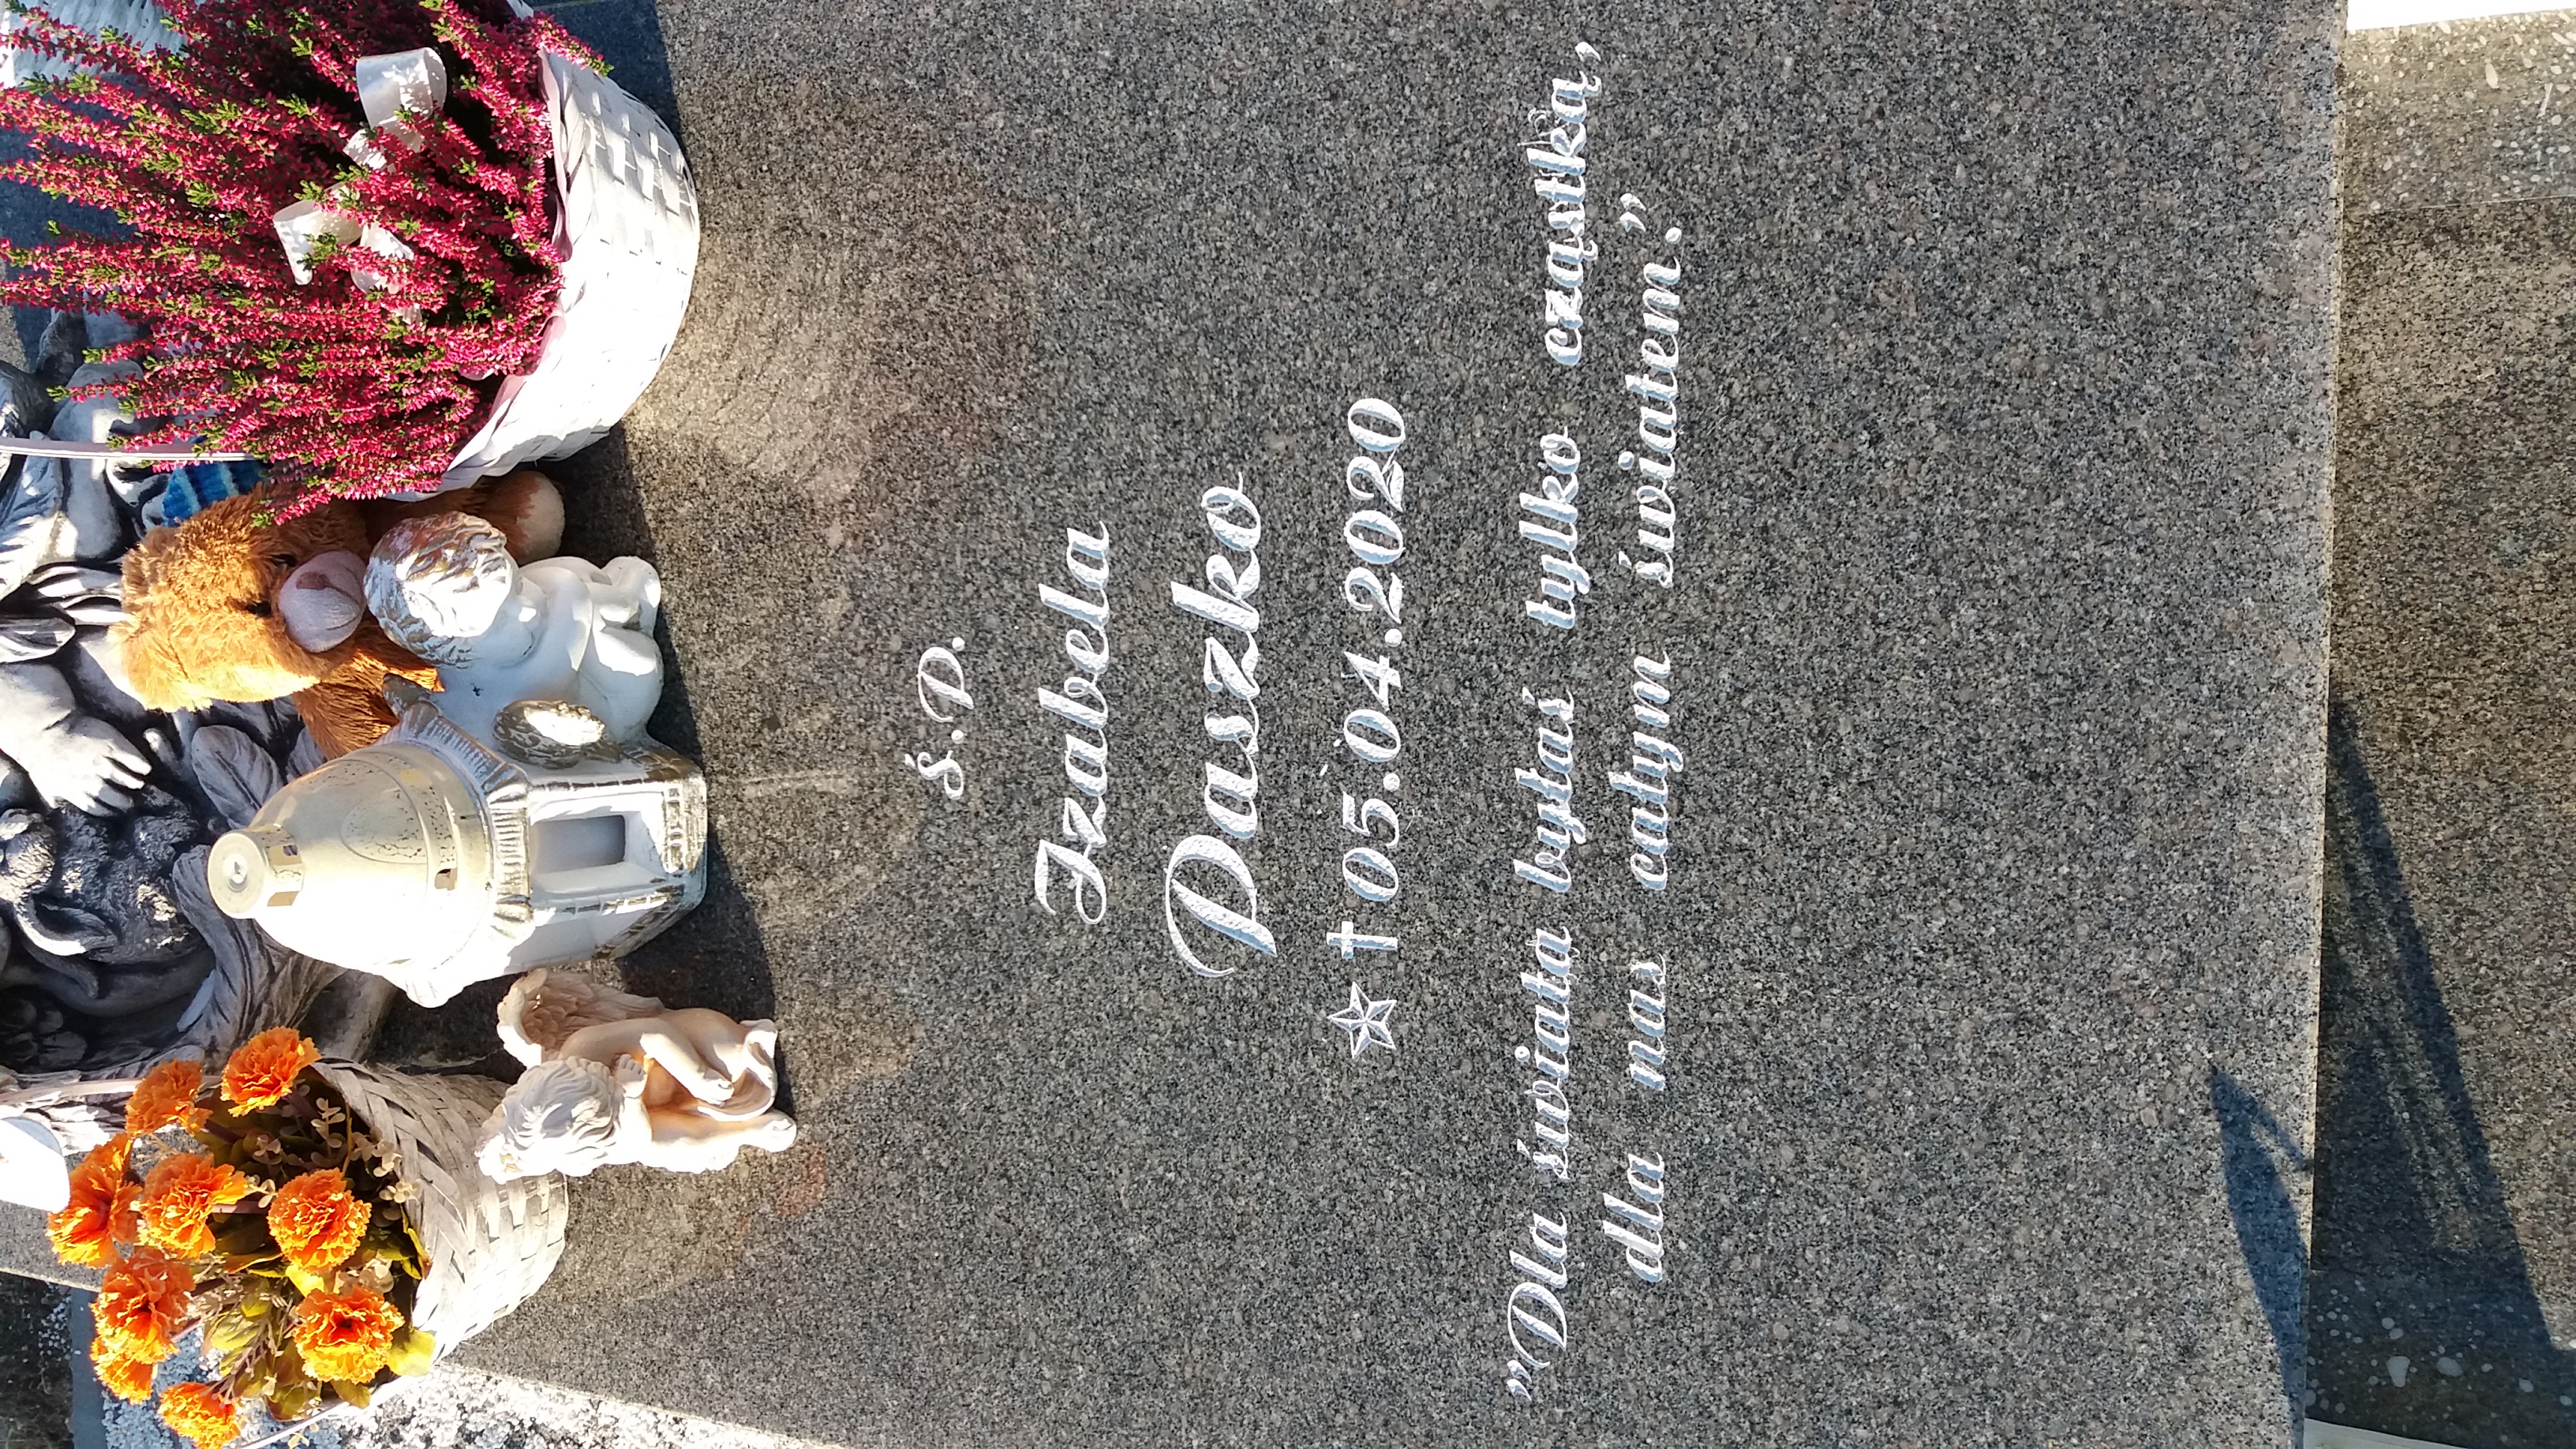 Ś.P.
Izabela
Paszko
☆ † 05.04.2020
"Dla świata byłaś tylko cząstką,
dla nas całym światem."